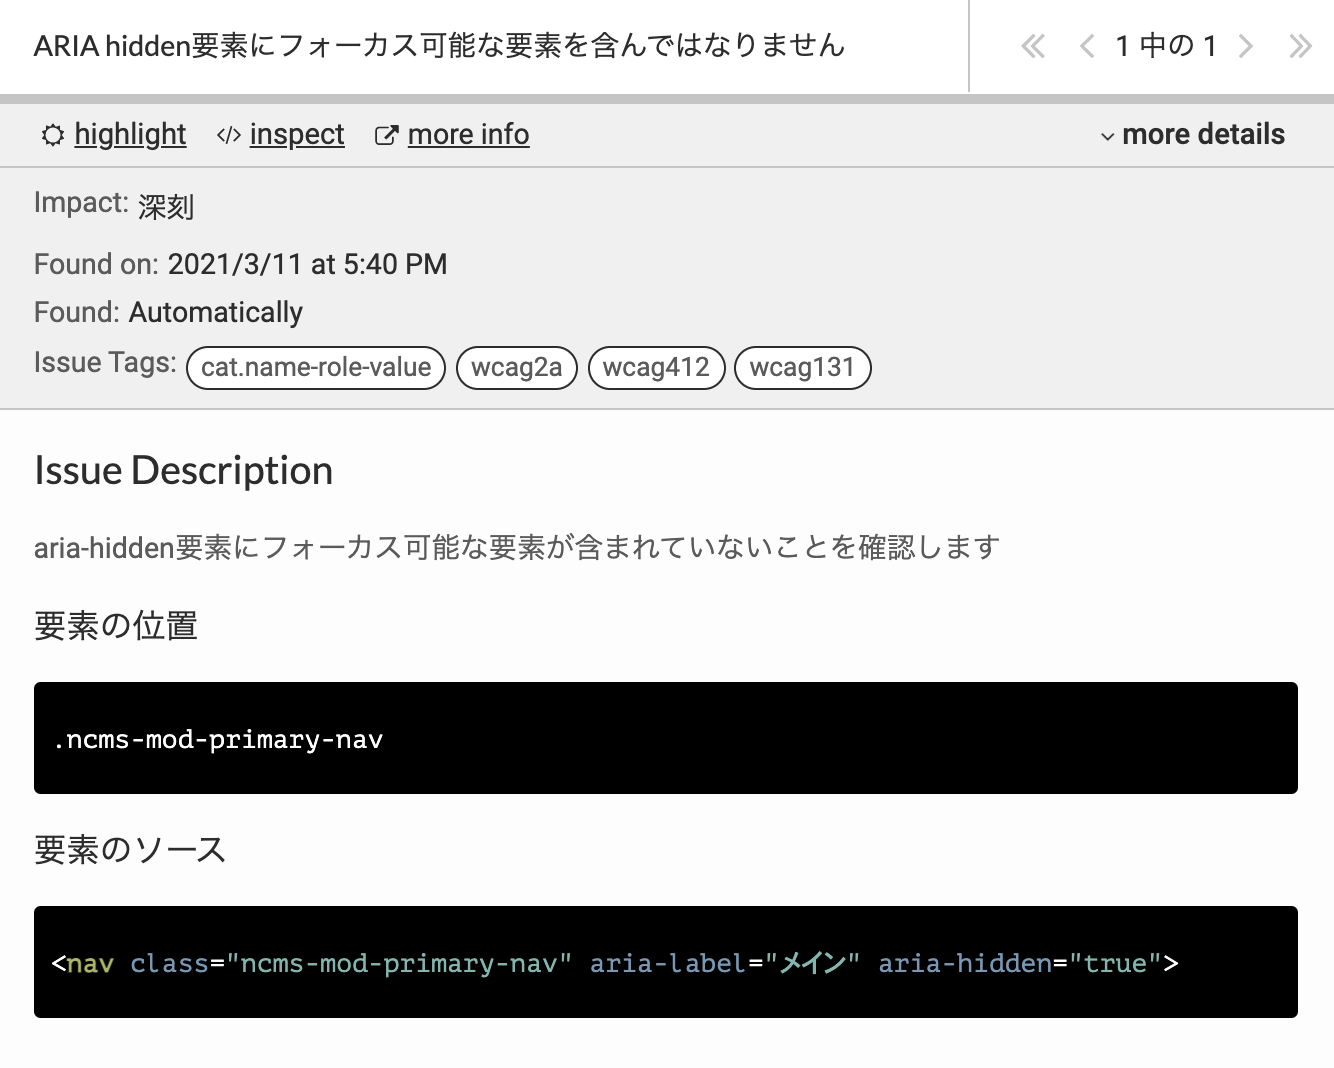 ARIA hidden要素にフォーカス可能な要素を含んではなりません
1 中の 1
highlight inspect more info more details
Impact: 深刻
Found on: 2021/3/11 at 5:40 PM
Found: Automatically
Issue Tags: cat.name-role-value wcag2a wcag412 wcag131
Issue Description
aria-hidden要素にフォーカス可能な要素が含まれていないことを確認します
要素の位置
.ncms-mod-primary-nav
要素のソース
<nav class="ncms-mod-primary-nav" aria-label="メイン" aria-hidden="true">